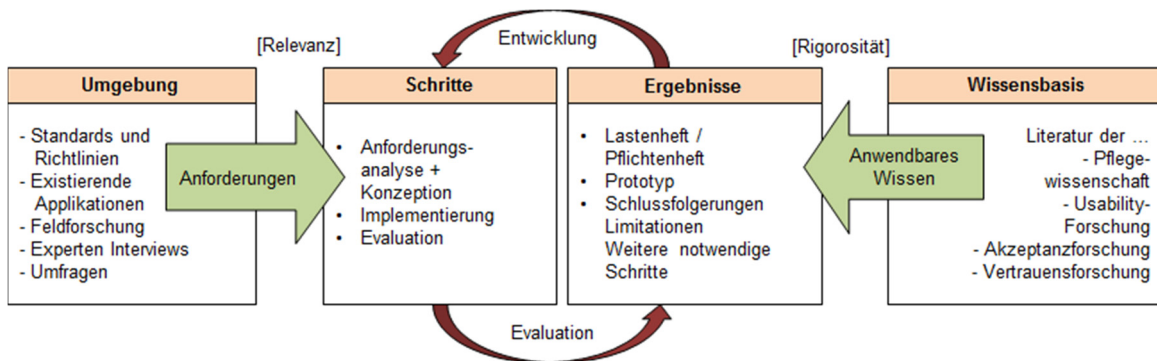 Entwicklung
[Relevanz]
[Rigorosität]
Umgebung
- Standards und
Richtlinien
- Existierende
Applikationen
- Feldforschung
- Experten Interviews
- Umfragen
Anforderungen
Schritte
• Anforderungs-
analyse +
Konzeption
• Implementierung
• Evaluation
Ergebnisse
• Lastenheft /
Pflichtenheft
• Prototyp
• Schlussfolgerungen
Limitationen
Weitere notwendige
Schritte
Anwendbares
Wissen
Wissensbasis
Literatur der ...
- Pflege-
wissenschaft
- Usability-
Forschung
- Akzeptanzforschung
- Vertrauensforschung
Evaluation